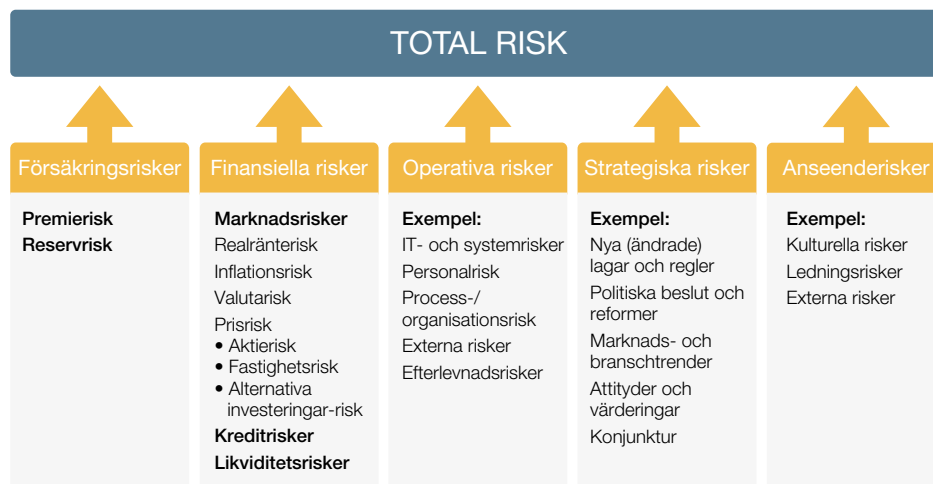 TOTAL RISK
Försäkringsrisker
Premierisk
Reservrisk
Finansiella risker
Marknadsrisker
Realränterisk
Inflationsrisk
Valutarisk
Prisrisk
• Aktierisk
• Fastighetsrisk
• Alternativa
investeringar-risk
Kreditrisker
Likviditetsrisker
Operativa risker
Exempel:
IT- och systemrisker
Personalrisk
Process-/
organisationsrisk
Externa risker
Efterlevnadsrisker
Strategiska risker
Exempel:
Nya (ändrade)
lagar och regler
Politiska beslut och
reformer
Marknads- och
branschtrender
Attityder och
värderingar
Konjunktur
Anseenderisker
Exempel:
Kulturella risker
Ledningsrisker
Externa risker